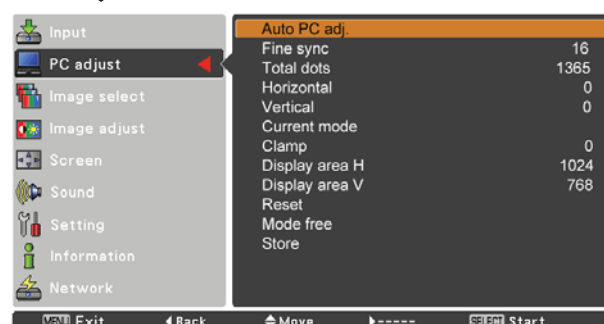 Input
PC adjust
Image select
Image adjust
Screen
Sound
Setting
Information
Network
Auto PC adj.
Fine sync 16
Total dots 1365
Horizontal 0
Vertical 0
Current mode
Clamp 0
Display area H 1024
Display area V 768
Reset
Mode free
Store
MENU Exit Back Move ----- SELECT Start